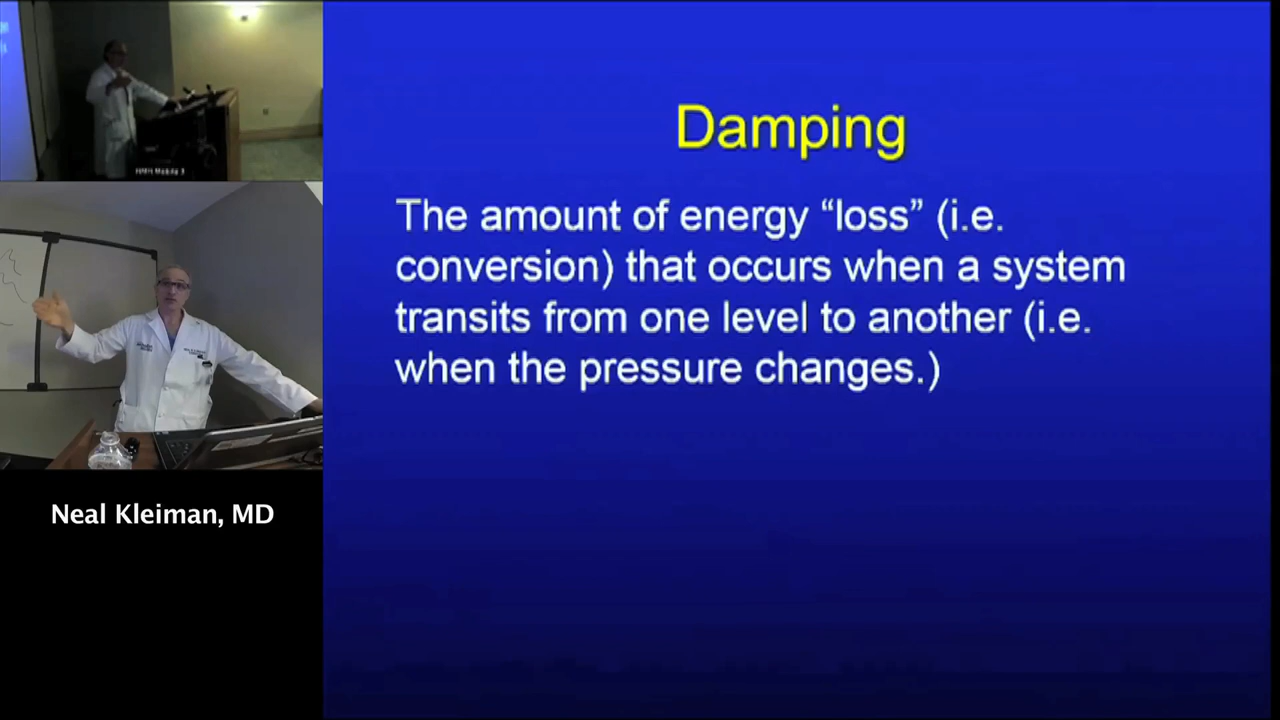 Damping
The amount of energy “loss” (i.e.
conversion) that occurs when a system
transits from one level to another (i.e.
when the pressure changes.)
Neal Kleiman, MD